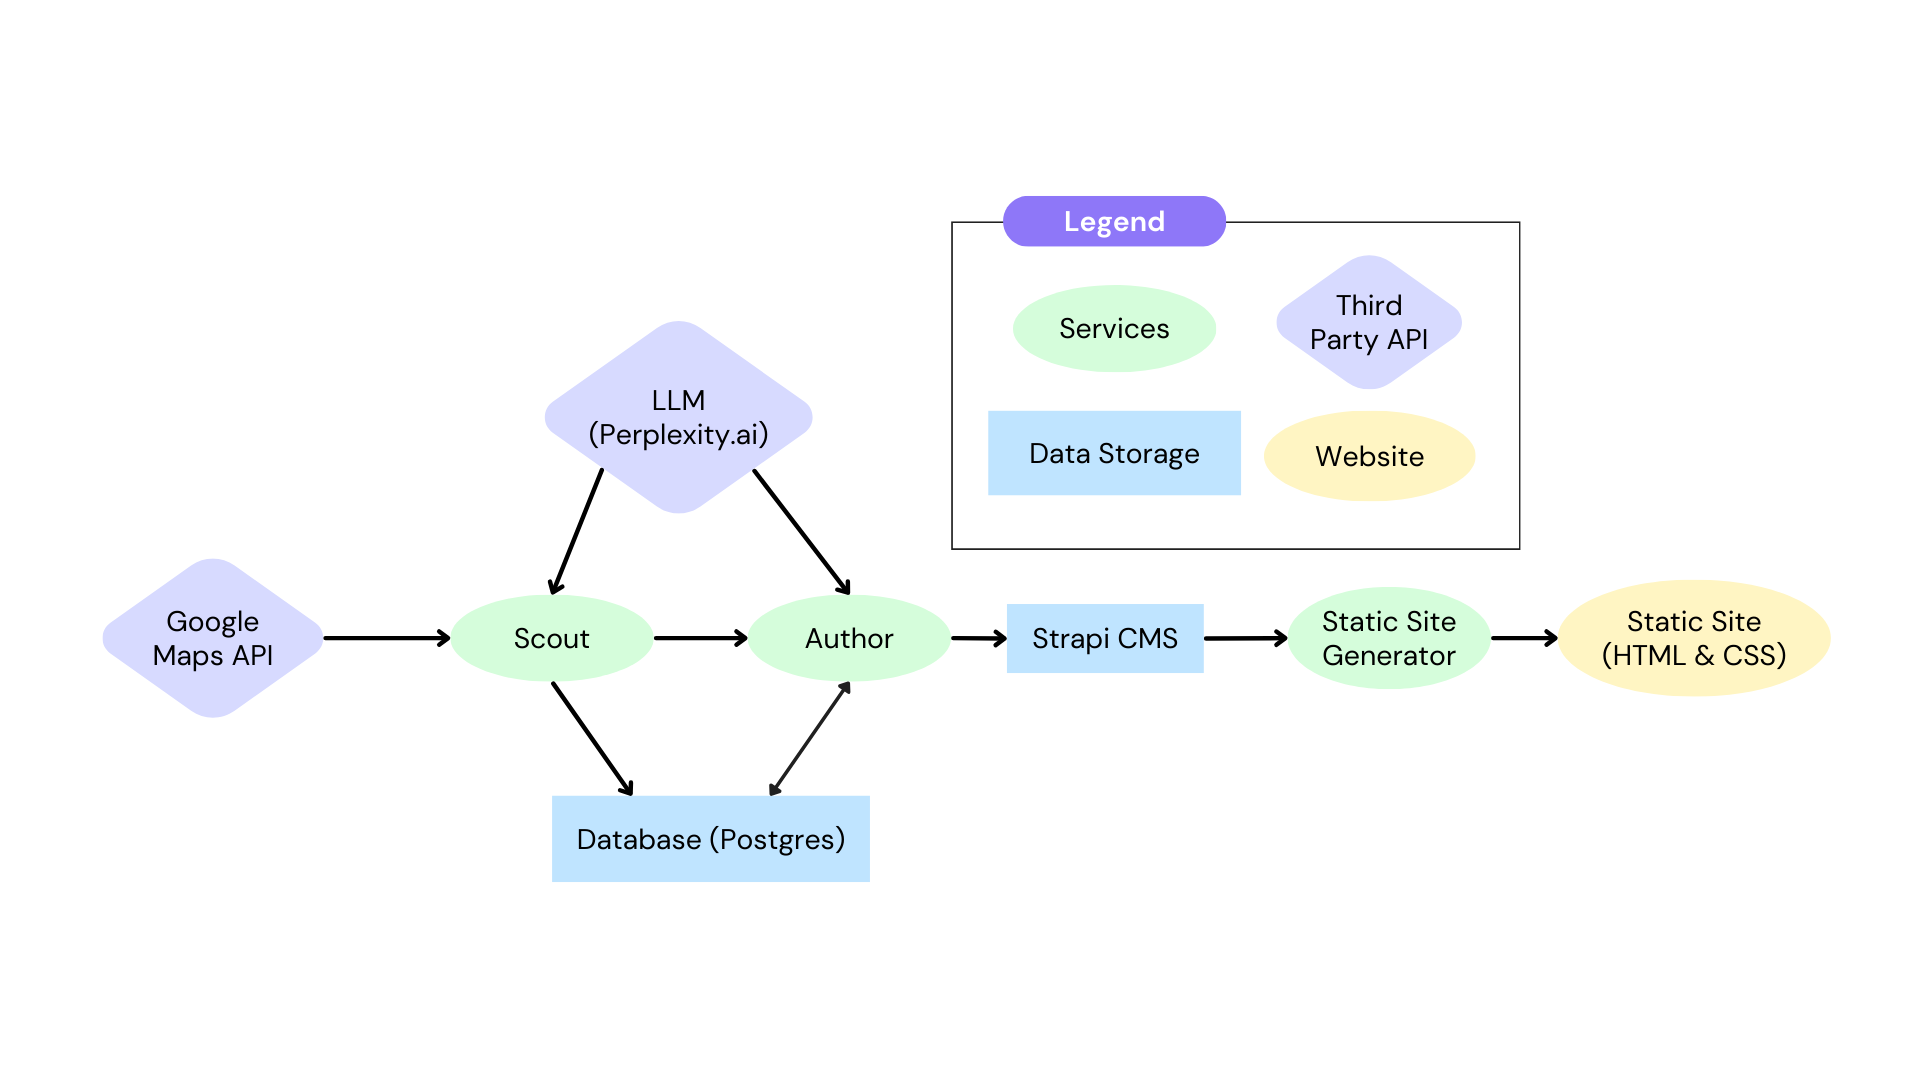 Legend
Services
Third
Party API
Data Storage
Website
LLM
(Perplexity.ai)
Google
Maps API
Scout
Author
Strapi CMS
Static Site
Generator
Static Site
(HTML & CSS)
Database (Postgres)